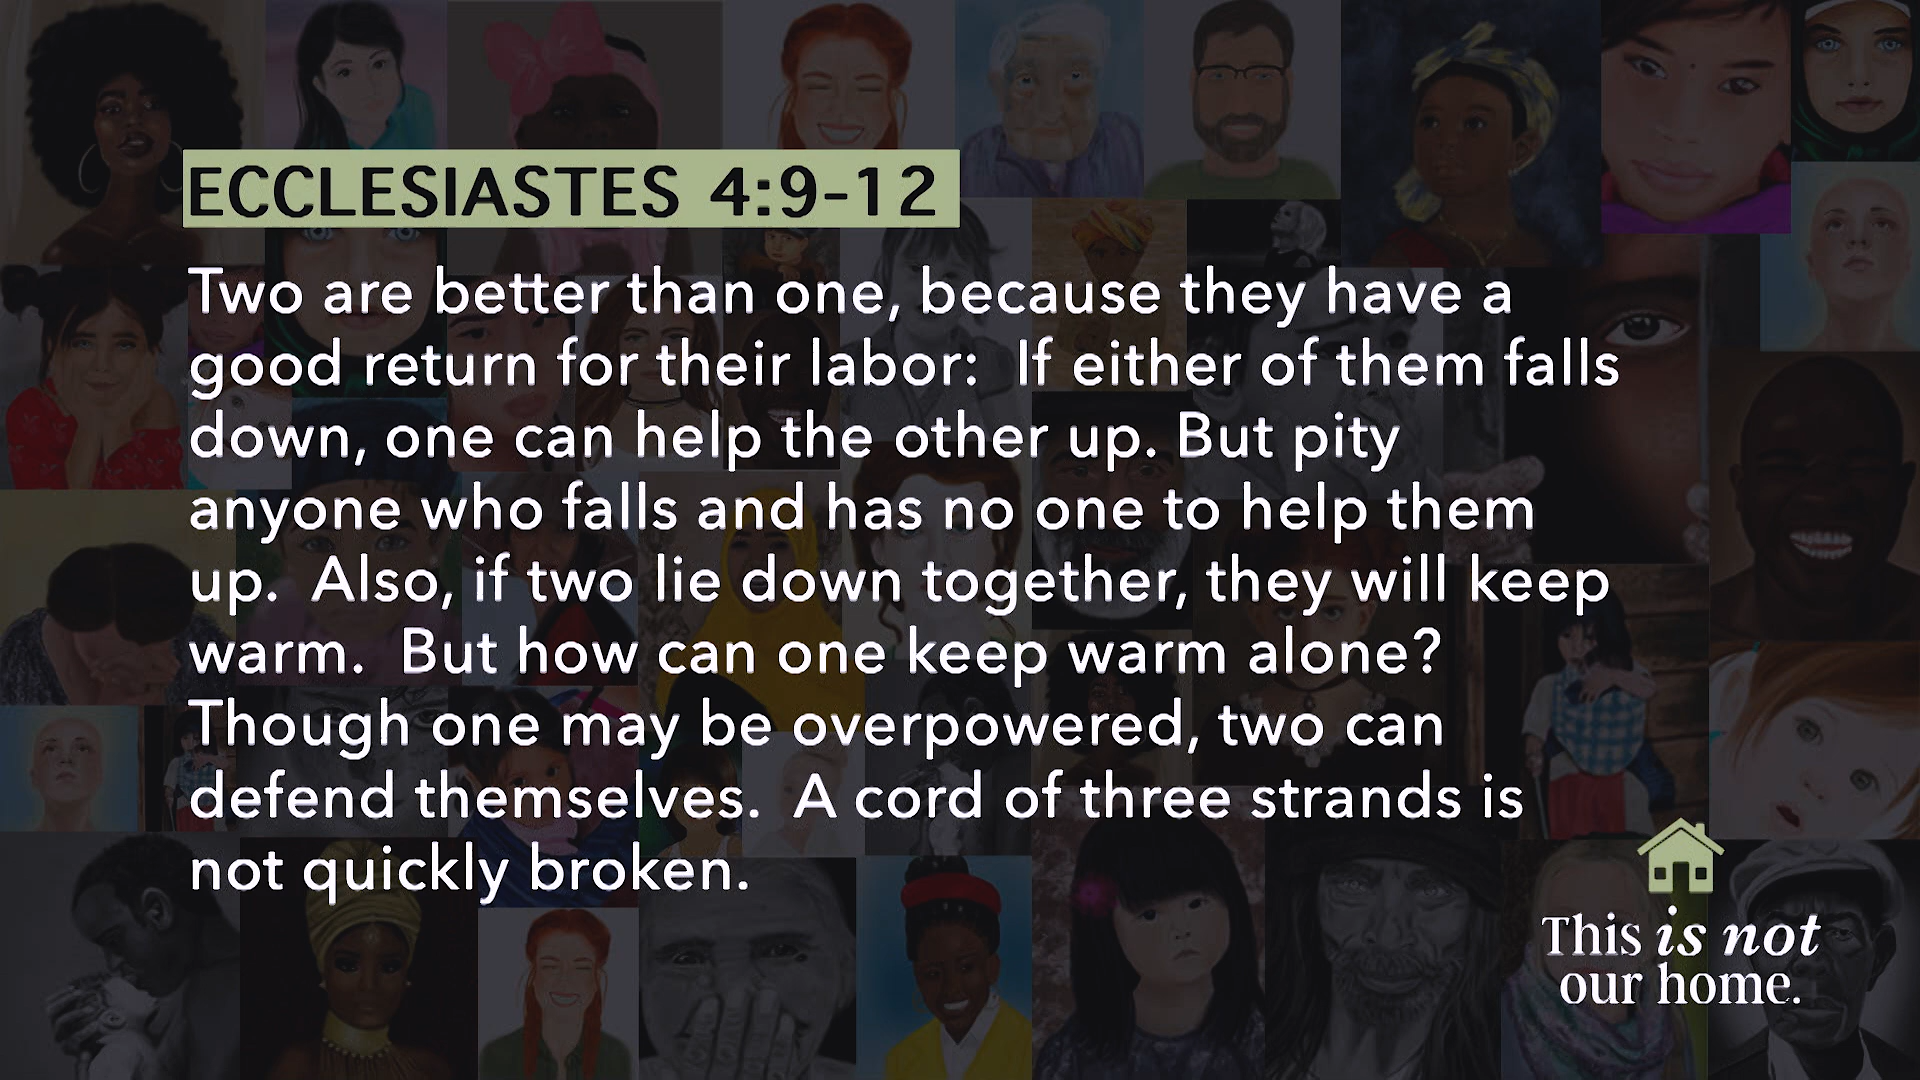 ECCLESIASTES 4:9-12
Two are better than one, because they have a
good return for their labor:  If either of them falls
down, one can help the other up. But pity
anyone who falls and has no one to help them
up.  Also, if two lie down together, they will keep
warm.  But how can one keep warm alone?
Though one may be overpowered, two can
defend themselves.  A cord of three strands is
not quickly broken.
This is not
our home.